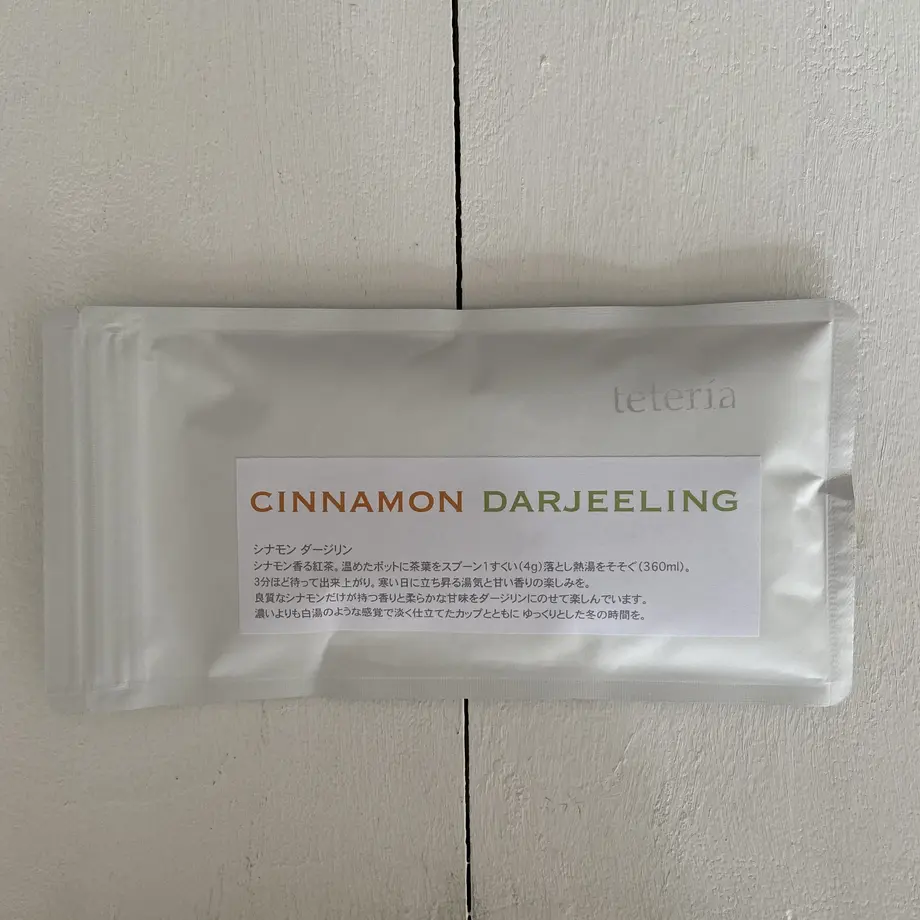 teteria
CINNAMON DARJEELING
シナモン ダージリン
シナモン香る紅茶。温めたポットに茶葉をスプーン1すくい(4g)落とし熱湯をそそぐ(360ml)。
3分ほど待って出来上がり。寒い日に立ち昇る湯気と甘い香りの楽しみを。
良質なシナモンだけが持つ香りと柔らかな甘味をダージリンにのせて楽しんでいます。
濃いよりも白湯のような感覚で淡く仕立てたカップとともに ゆっくりとした冬の時間を。